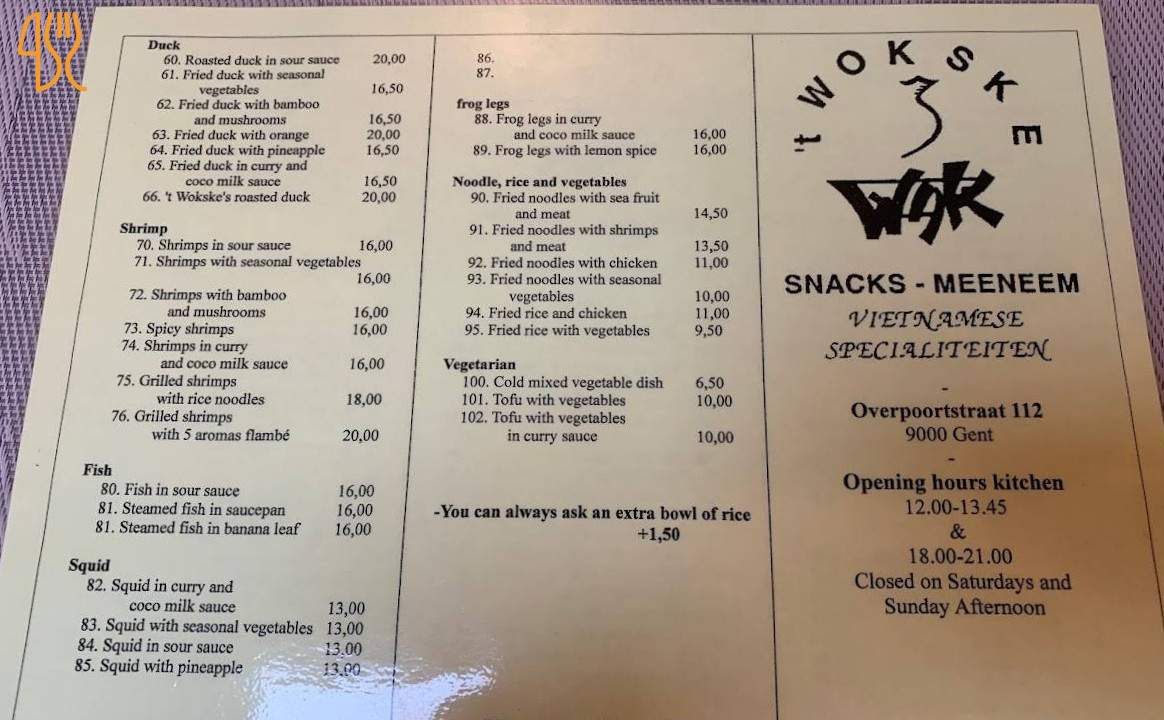 Duck
60. Roasted duck in sour sauce 20,00
61. Fried duck with seasonal
vegetables 16,50
62. Fried duck with bamboo
and mushrooms 16,50
63. Fried duck with orange 20,00
64. Fried duck with pineapple 16,50
65. Fried duck in curry and
coco milk sauce 16,50
66. 't Wokske's roasted duck 20,00
Shrimp
70. Shrimps in sour sauce 16,00
71. Shrimps with seasonal vegetables
16,00
72. Shrimps with bamboo
and mushrooms 16,00
73. Spicy shrimps 16,00
74. Shrimps in curry
and coco milk sauce 16,00
75. Grilled shrimps
with rice noodles 18,00
76. Grilled shrimps
with 5 aromas flambé 20,00
Fish
80. Fish in sour sauce 16,00
81. Steamed fish in saucepan 16,00
81. Steamed fish in banana leaf 16,00
Squid
82. Squid in curry and
coco milk sauce 13,00
83. Squid with seasonal vegetables 13,00
84. Squid in sour sauce 13,00
85. Squid with pineapple 13,00
86.
87.
frog legs
88. Frog legs in curry
and coco milk sauce 16,00
89. Frog legs with lemon spice 16,00
Noodle, rice and vegetables
90. Fried noodles with sea fruit
and meat 14,50
91. Fried noodles with shrimps
and meat 13,50
92. Fried noodles with chicken 11,00
93. Fried noodles with seasonal
vegetables 10,00
94. Fried rice and chicken 11,00
95. Fried rice with vegetables 9,50
Vegetarian
100. Cold mixed vegetable dish 6,50
101. Tofu with vegetables 10,00
102. Tofu with vegetables
in curry sauce 10,00
-You can always ask an extra bowl of rice
+1,50
't WOKSKE
WOK
SNACKS - MEENEEM
VIETNAMESE
SPECIALITEITEN
-
Overpoortstraat 112
9000 Gent
-
Opening hours kitchen
12.00-13.45
&
18.00-21.00
Closed on Saturdays and
Sunday Afternoon